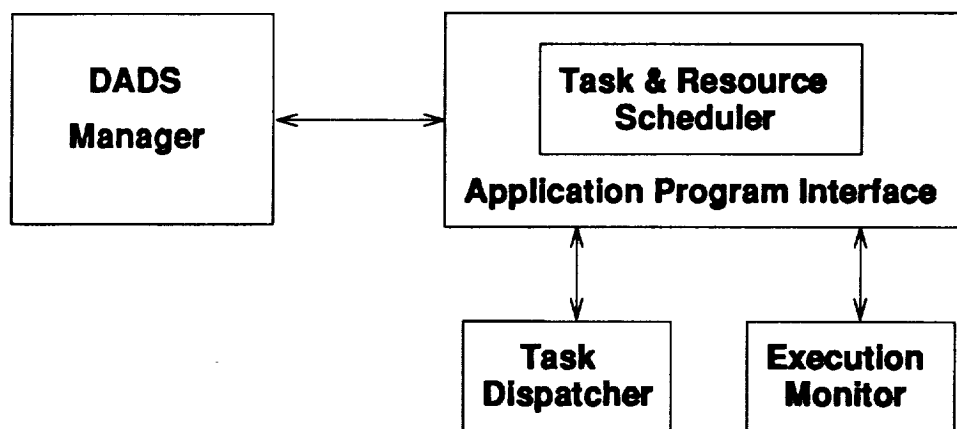 DADS
Manager
Task & Resource
Scheduler
Application Program Interface
Task
Dispatcher
Execution
Monitor